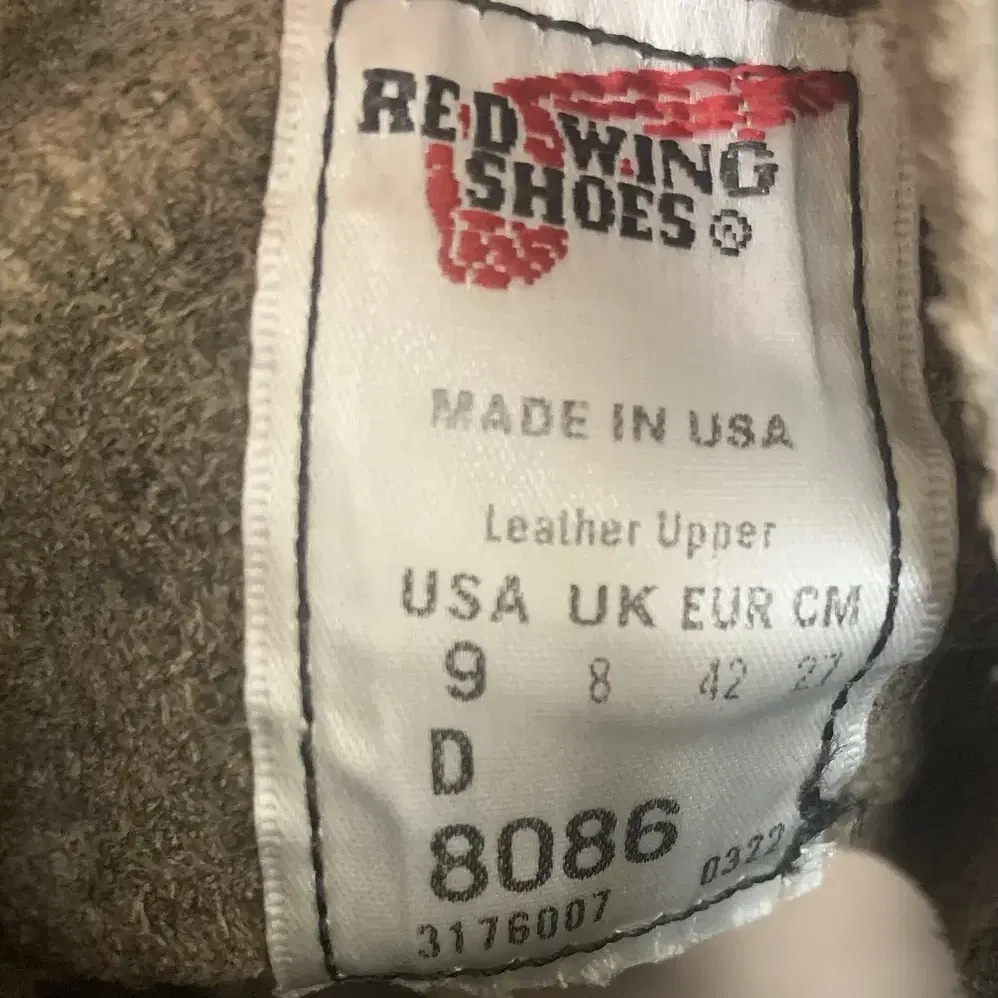 RED WING
SHOES®
MADE IN USA
Leather Upper
USA UK EUR CM
9 8 42 27
D
8086
0322
3176007